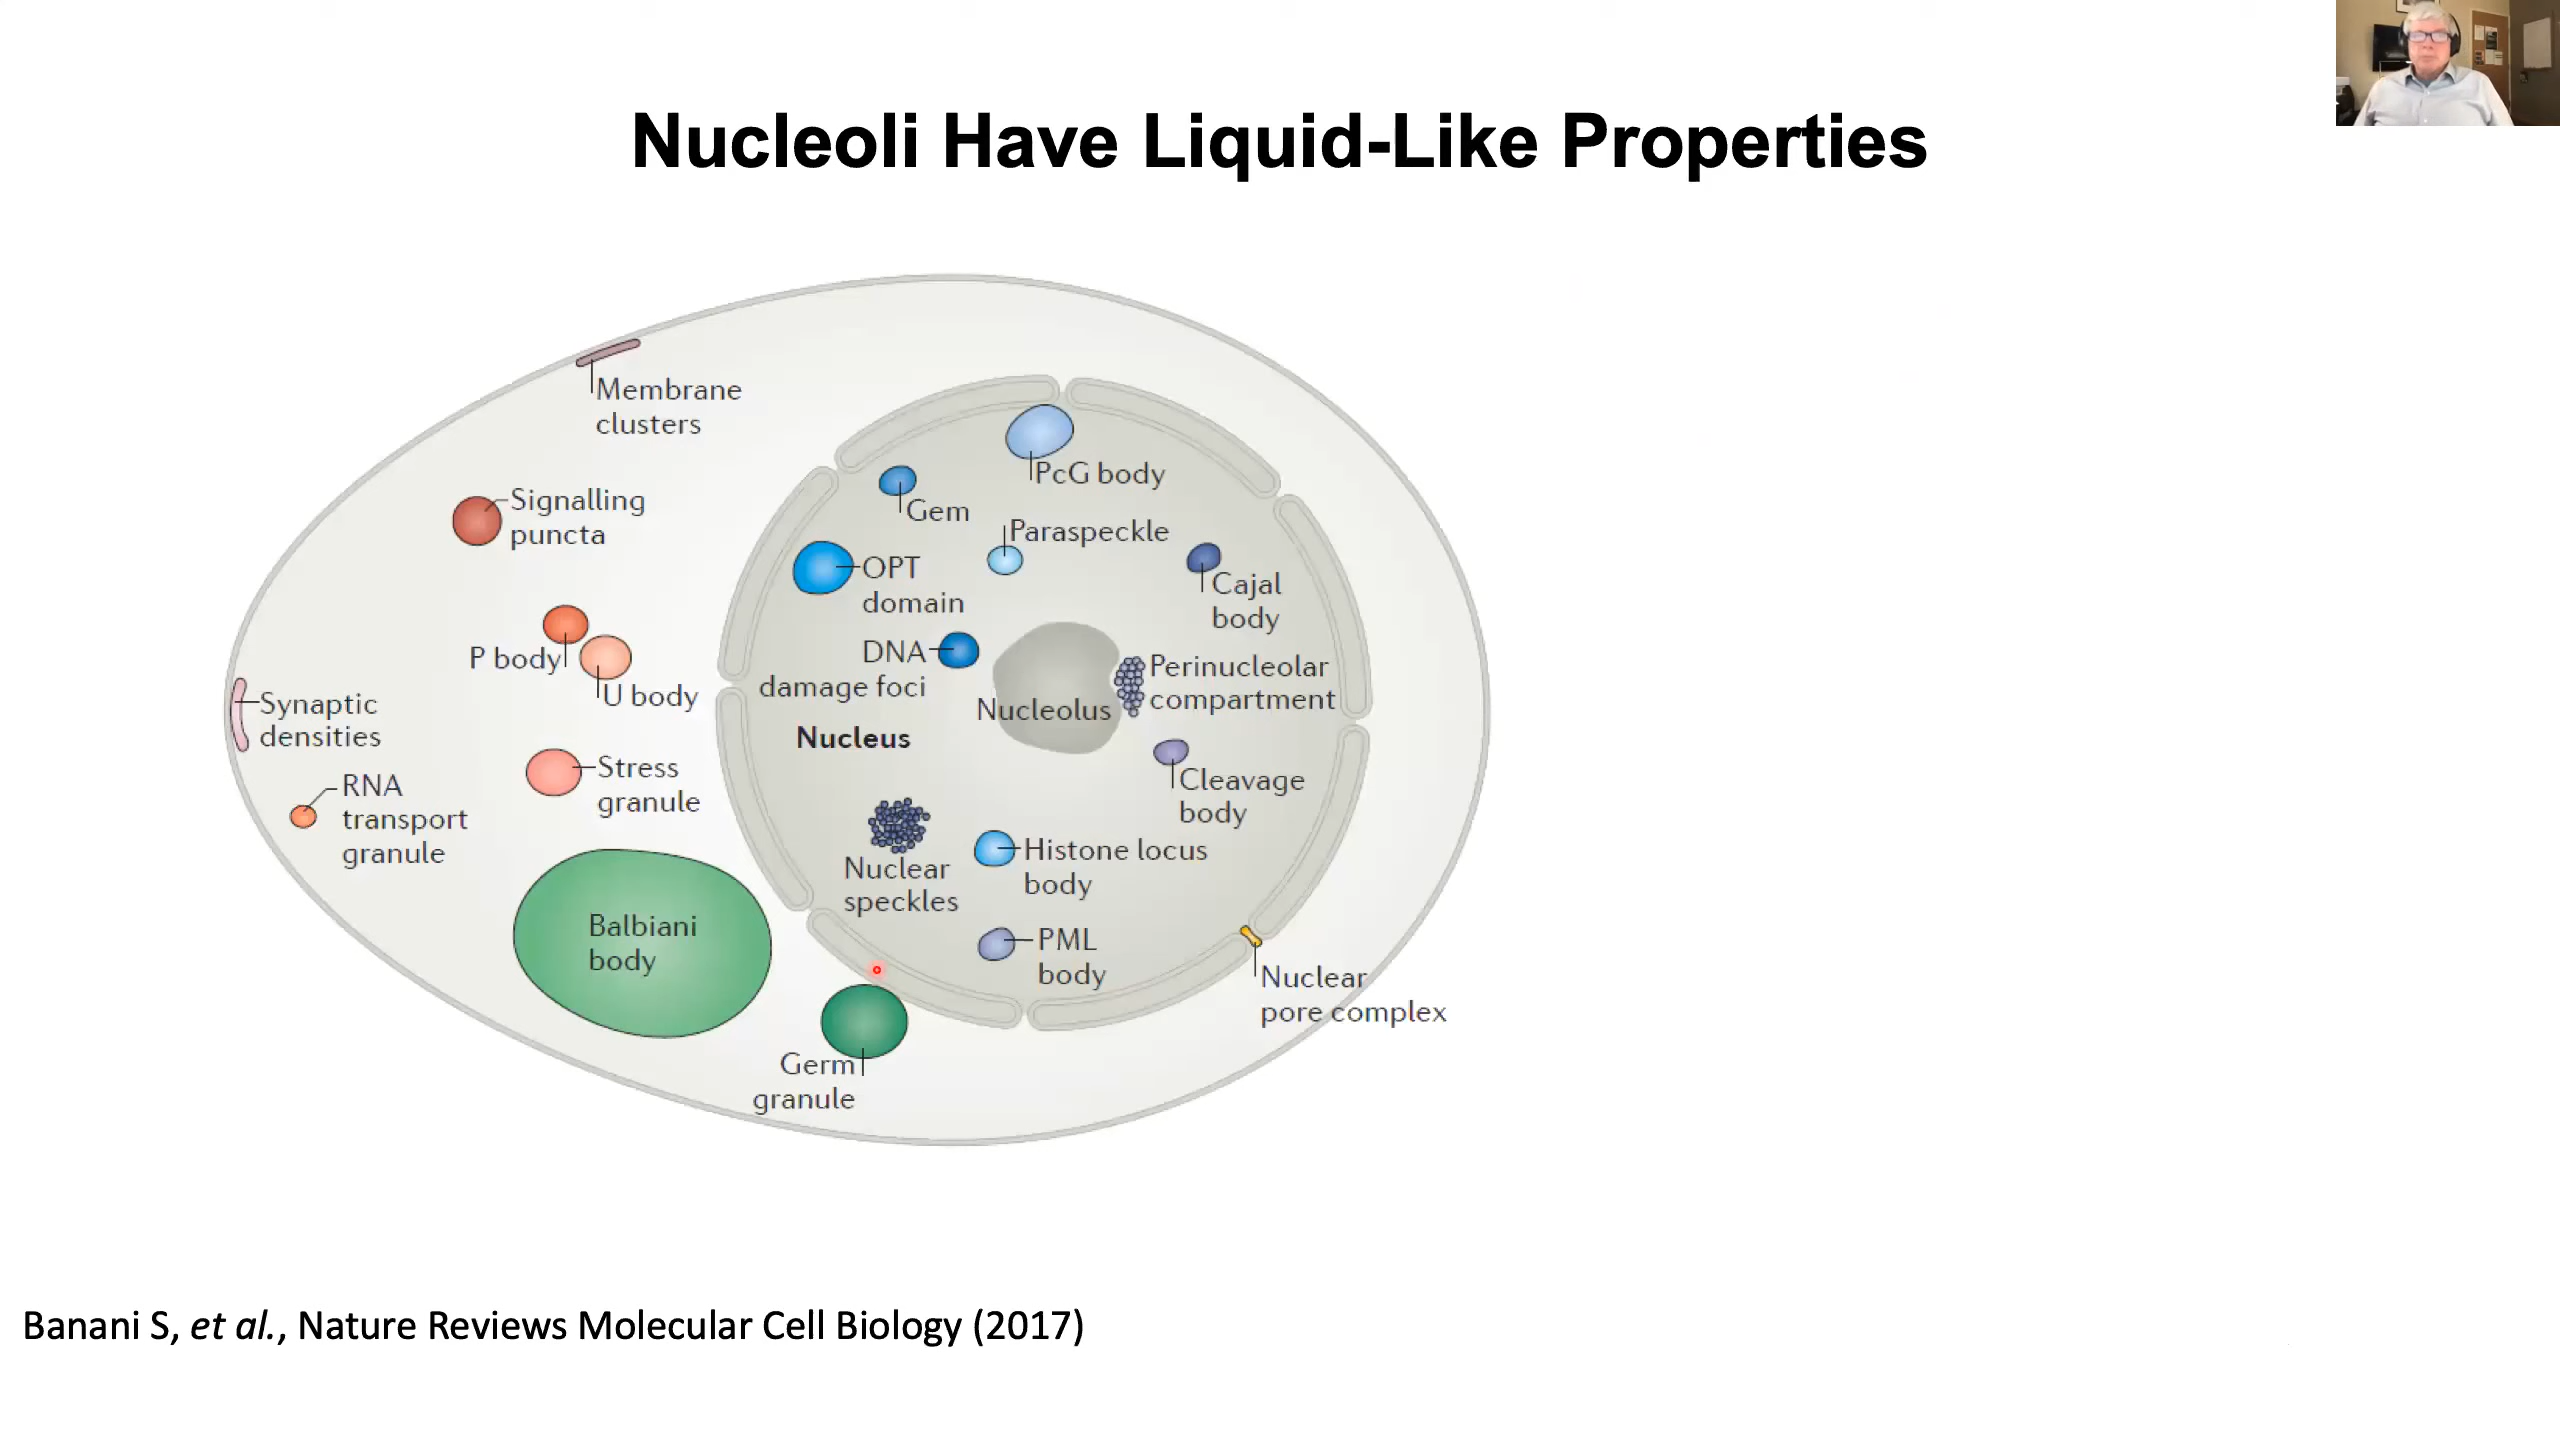 Nucleoli Have Liquid-Like Properties
Membrane
clusters
PcG body
Gem
Signalling
puncta
Paraspeckle
OPT
domain
Cajal
body
P body
U body
DNA
damage foci
Perinucleolar
compartment
Nucleolus
Nucleus
Synaptic
densities
Stress
granule
RNA
transport
granule
Cleavage
body
Nuclear
speckles
Histone locus
body
Balbiani
body
PML
body
Nuclear
pore complex
Germ
granule
Banani S, et al., Nature Reviews Molecular Cell Biology (2017)